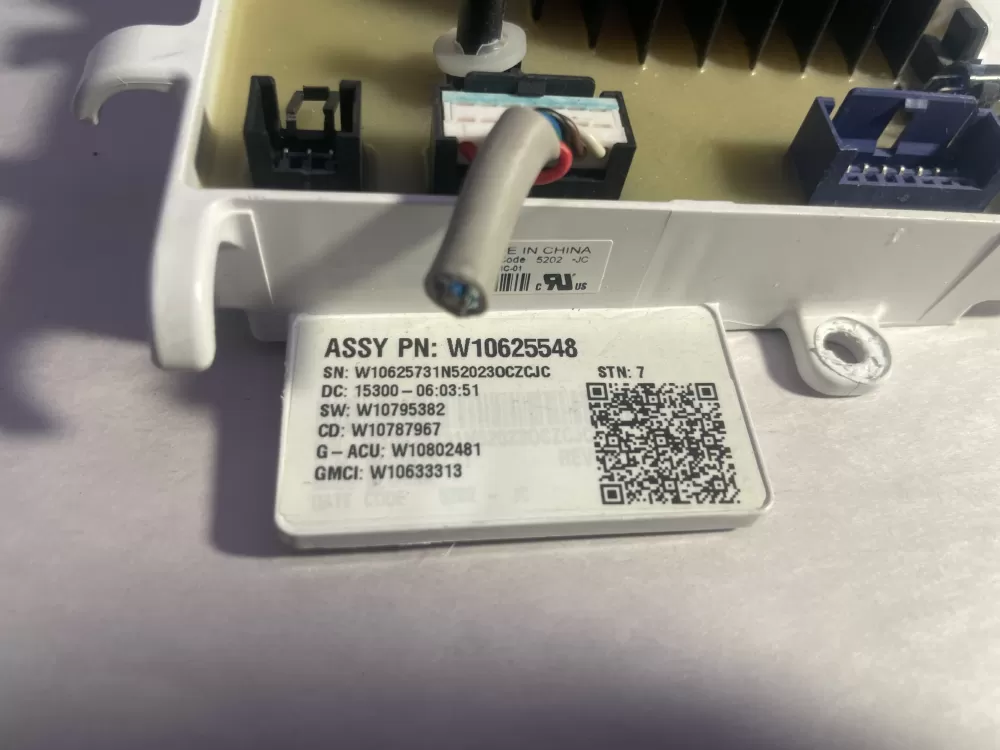 E IN CHINA
Code 5202 -JC
IC-01
C US
ASSY PN: W10625548
SN: W10625731N52023OCZCJC STN: 7
DC: 15300-06:03:51
SW: W10795382
CD: W10787967
G-ACU: W10802481
GMCI: W10633313